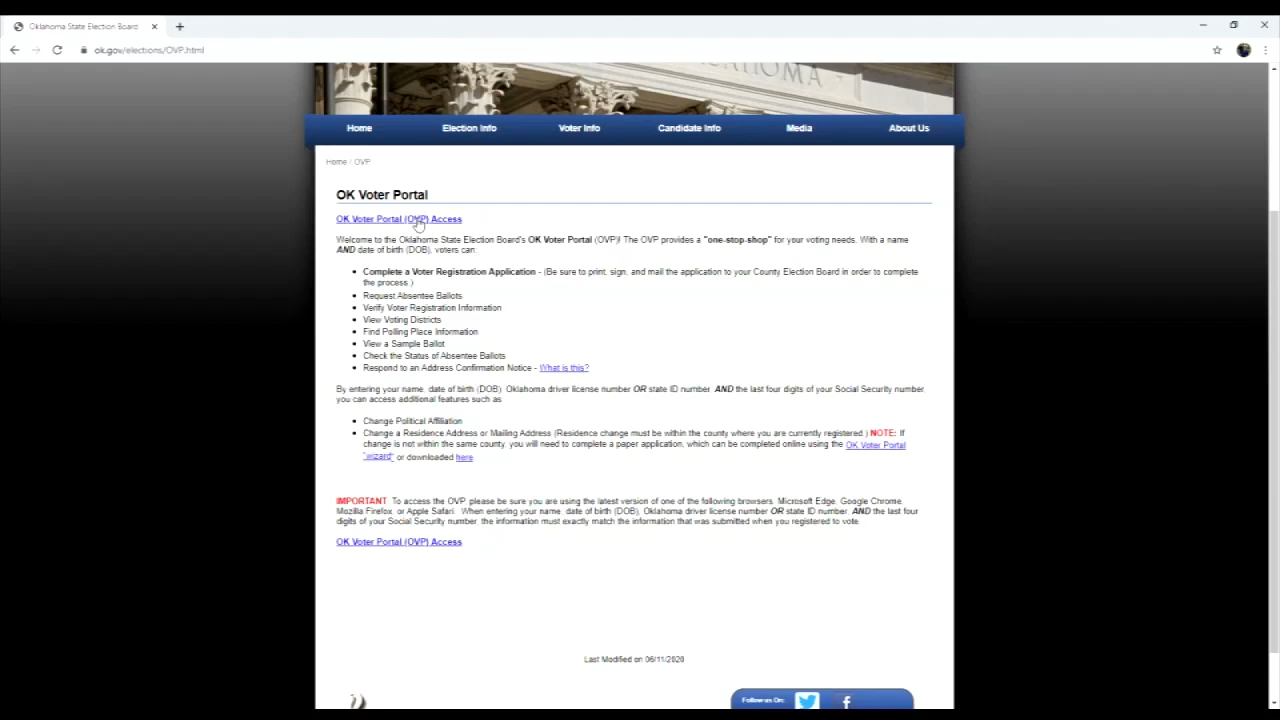 Oklahoma State Election Board
ok.gov/elections/OVP.html
OKLAHOMA
Home Election Info Voter Info Candidate Info Media About Us
Home / OVP
OK Voter Portal
OK Voter Portal (OVP) Access
Welcome to the Oklahoma State Election Board's OK Voter Portal (OVP)! The OVP provides a "one-stop-shop" for your voting needs. With a name
AND date of birth (DOB), voters can:
Complete a Voter Registration Application - (Be sure to print, sign, and mail the application to your County Election Board in order to complete
the process.)
Request Absentee Ballots
Verify Voter Registration Information
View Voting Districts
Find Polling Place Information
View a Sample Ballot
Check the Status of Absentee Ballots
Respond to an Address Confirmation Notice - What is this?
By entering your name, date of birth (DOB), Oklahoma driver license number OR state ID number, AND the last four digits of your Social Security number,
you can access additional features such as:
Change Political Affiliation
Change a Residence Address or Mailing Address (Residence change must be within the county where you are currently registered.) NOTE: If
change is not within the same county, you will need to complete a paper application, which can be completed online using the OK Voter Portal
"wizard" or downloaded here
IMPORTANT: To access the OVP, please be sure you are using the latest version of one of the following browsers: Microsoft Edge, Google Chrome,
Mozilla Firefox, or Apple Safari. When entering your name, date of birth (DOB), Oklahoma driver license number OR state ID number, AND the last four
digits of your Social Security number, the information must exactly match the information that was submitted when you registered to vote.
OK Voter Portal (OVP) Access
Last Modified on 06/11/2020
Follow us On: